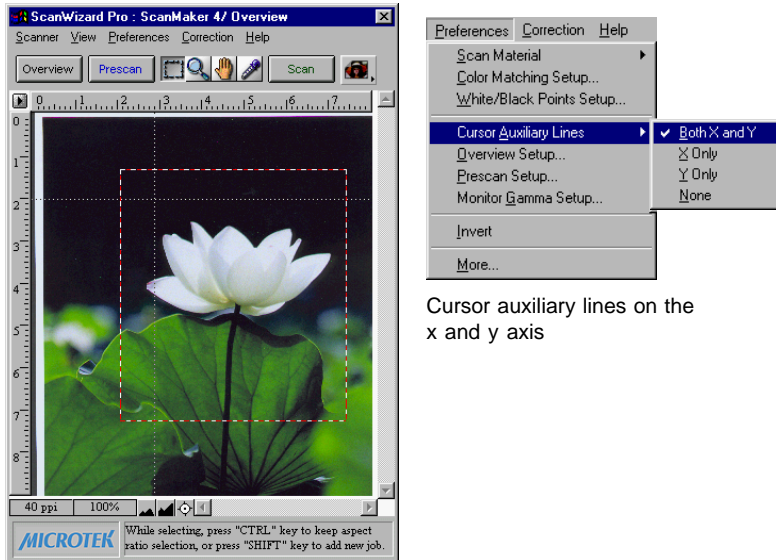 ScanWizard Pro : ScanMaker 4/ Overview
Scanner View Preferences Correction Help
Overview Prescan Scan
0 1 2 3 4 5 6 7
0
1
2
3
4
5
6
7
8
40 ppi 100%
MICROTEK
While selecting, press "CTRL" key to keep aspect
ratio selection, or press "SHIFT" key to add new job.
Preferences Correction Help
Scan Material
Color Matching Setup...
White/Black Points Setup...
Cursor Auxiliary Lines
Overview Setup...
Prescan Setup...
Monitor Gamma Setup...
Invert
More...
Both X and Y
X Only
Y Only
None
Cursor auxiliary lines on the
x and y axis